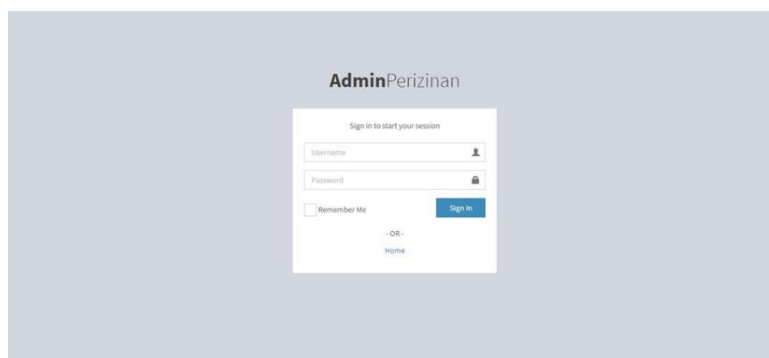 AdminPerizinan
Sign in to start your session
Username
Password
Remember Me
Sign In
- OR -
Home